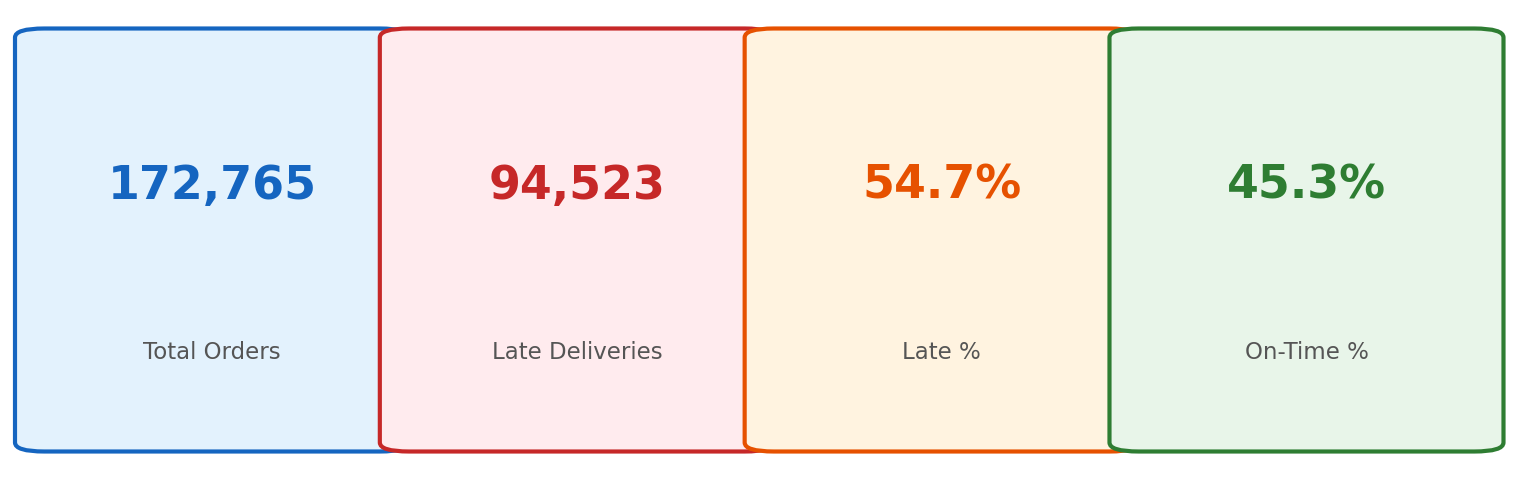 172,765
Total Orders
94,523
Late Deliveries
54.7%
Late %
45.3%
On-Time %